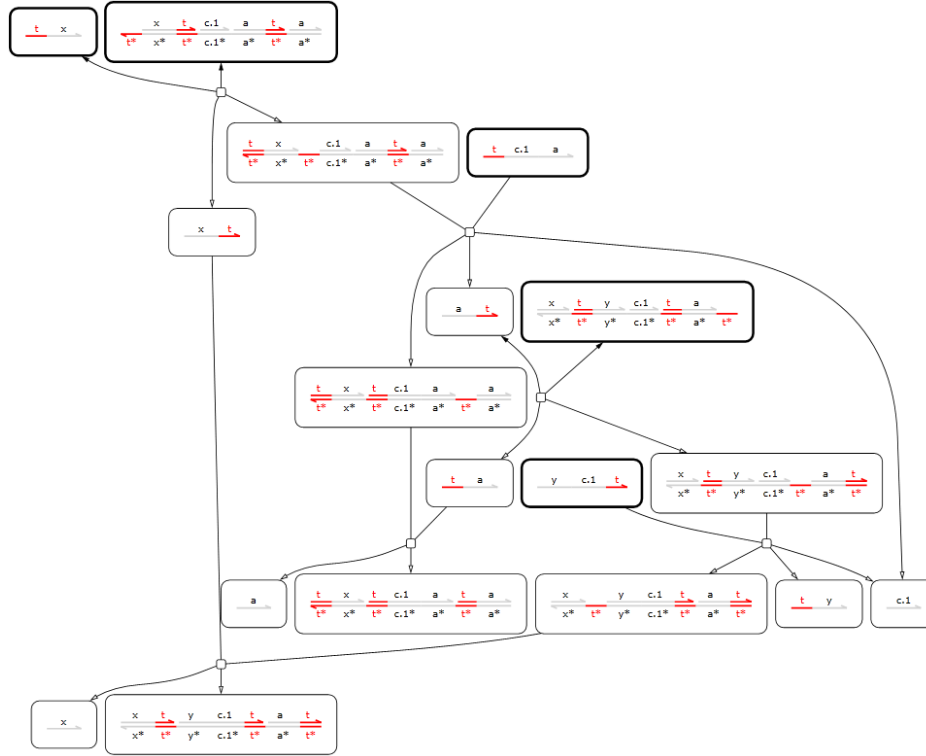 t x
x t c.1 a t a
t* x* t* c.1* a* t* a*
t x c.1 a t a
t* x* t* c.1* a* t* a*
t c.1 a
x t
a t
x t y c.1 t a
x* t* y* c.1* t* a* t*
t x t c.1 a a
t* x* t* c.1* a* t* a*
t a
y c.1 t
x t y c.1 a t
x* t* y* c.1* t* a* t*
a
t x t c.1 a t a
t* x* t* c.1* a* t* a*
x y c.1 t a t
x* t* y* c.1* t* a* t*
t y
c.1
x
x t y c.1 t a t
x* t* y* c.1* t* a* t*